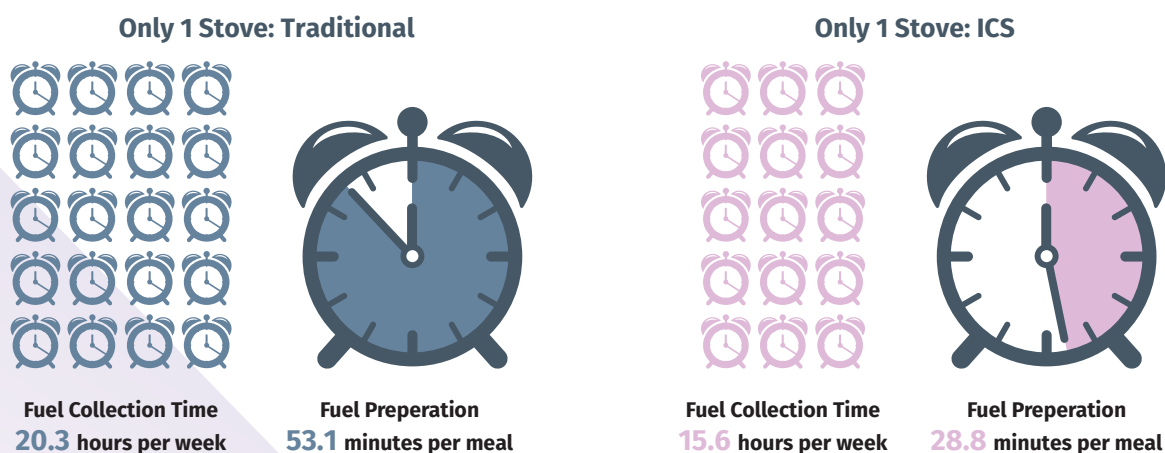 Only 1 Stove: Traditional
Fuel Collection Time
20.3 hours per week
Fuel Preperation
53.1 minutes per meal
Only 1 Stove: ICS
Fuel Collection Time
15.6 hours per week
Fuel Preperation
28.8 minutes per meal